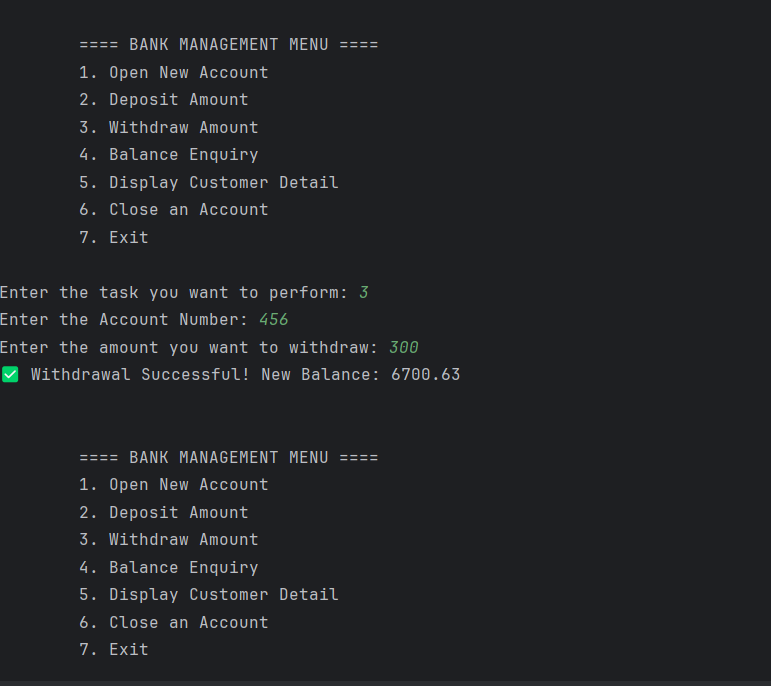 ==== BANK MANAGEMENT MENU ====
1. Open New Account
2. Deposit Amount
3. Withdraw Amount
4. Balance Enquiry
5. Display Customer Detail
6. Close an Account
7. Exit
Enter the task you want to perform: 3
Enter the Account Number: 456
Enter the amount you want to withdraw: 300
✅ Withdrawal Successful! New Balance: 6700.63
==== BANK MANAGEMENT MENU ====
1. Open New Account
2. Deposit Amount
3. Withdraw Amount
4. Balance Enquiry
5. Display Customer Detail
6. Close an Account
7. Exit